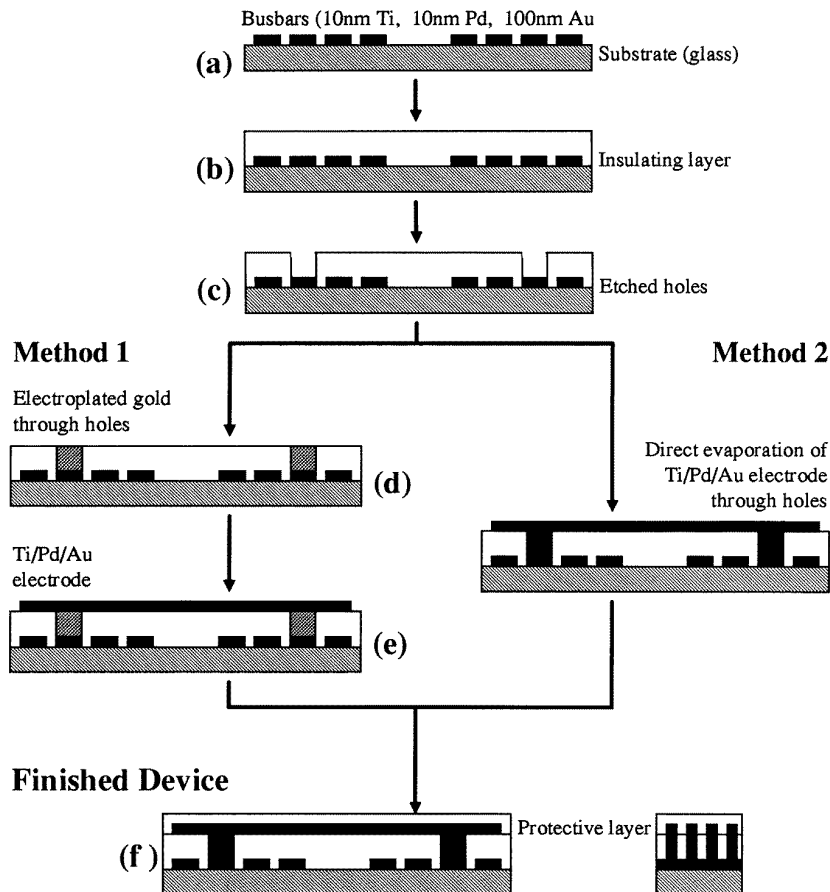 Busbars (10nm Ti, 10nm Pd, 100nm Au
(a)
Substrate (glass)
(b)
Insulating layer
(c)
Etched holes
Method 1
Method 2
Electroplated gold
through holes
(d)
Direct evaporation of
Ti/Pd/Au electrode
through holes
Ti/Pd/Au
electrode
(e)
Finished Device
Protective layer
(f)